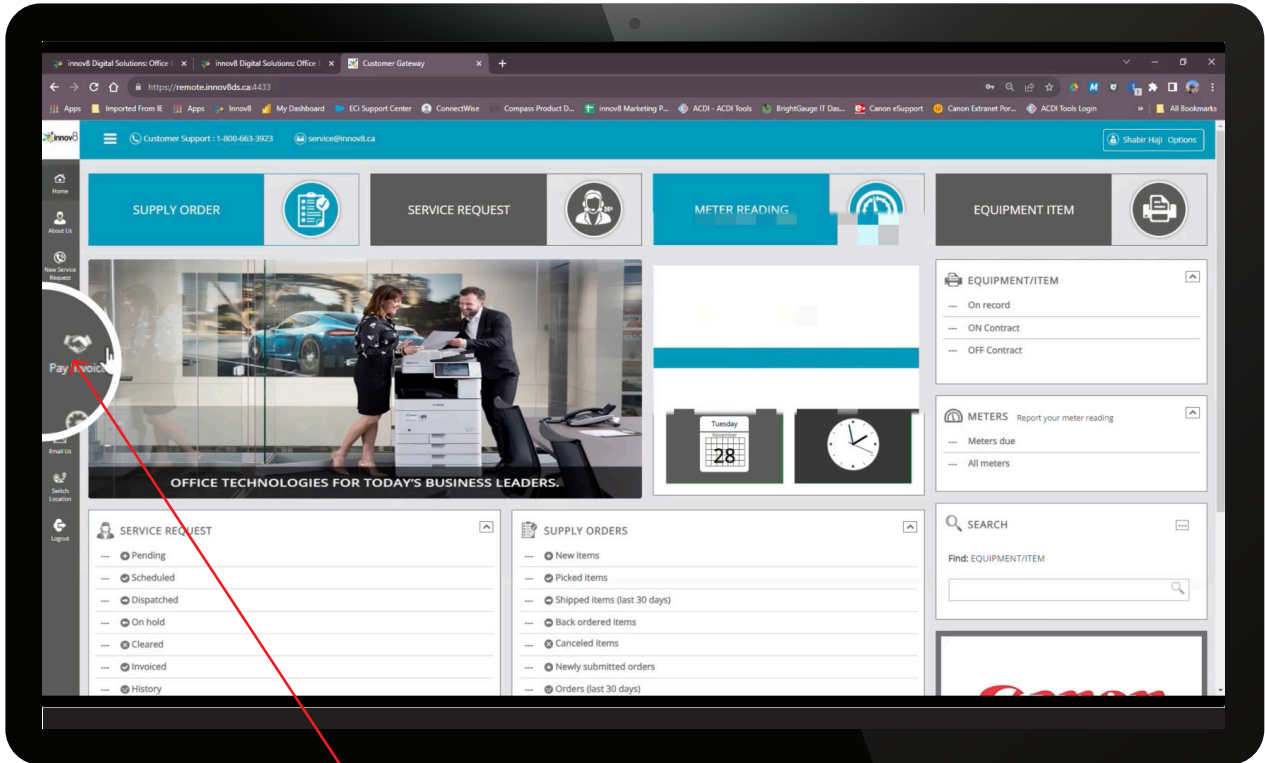 innov8 Digital Solutions: Office
innov8 Digital Solutions: Office
Customer Gateway
https://remote.innov8ds.ca:4433
Apps
Imported From IE
Apps
Innov8
My Dashboard
ECi Support Center
ConnectWise
Compass Product D...
innov8 Marketing P...
ACDI - ACDI Tools
BrightGauge IT Das...
Canon eSupport
Canon Extranet Por...
ACDI Tools Login
All Bookmarks
innov8
Customer Support : 1-800-663-3923
service@innov8.ca
Shabir Haji Options
Home
About Us
New Service
Request
Pay Invoice
Email Us
Switch
Location
Logout
SUPPLY ORDER
SERVICE REQUEST
METER READING
EQUIPMENT ITEM
OFFICE TECHNOLOGIES FOR TODAY'S BUSINESS LEADERS.
Tuesday
November
28
EQUIPMENT/ITEM
--- On record
--- ON Contract
--- OFF Contract
METERS Report your meter reading
--- Meters due
--- All meters
SEARCH
Find: EQUIPMENT/ITEM
SERVICE REQUEST
--- Pending
--- Scheduled
--- Dispatched
--- On hold
--- Cleared
--- Invoiced
--- History
SUPPLY ORDERS
--- New items
--- Picked items
--- Shipped items (last 30 days)
--- Back ordered items
--- Canceled items
--- Newly submitted orders
--- Orders (last 30 days)
Canon